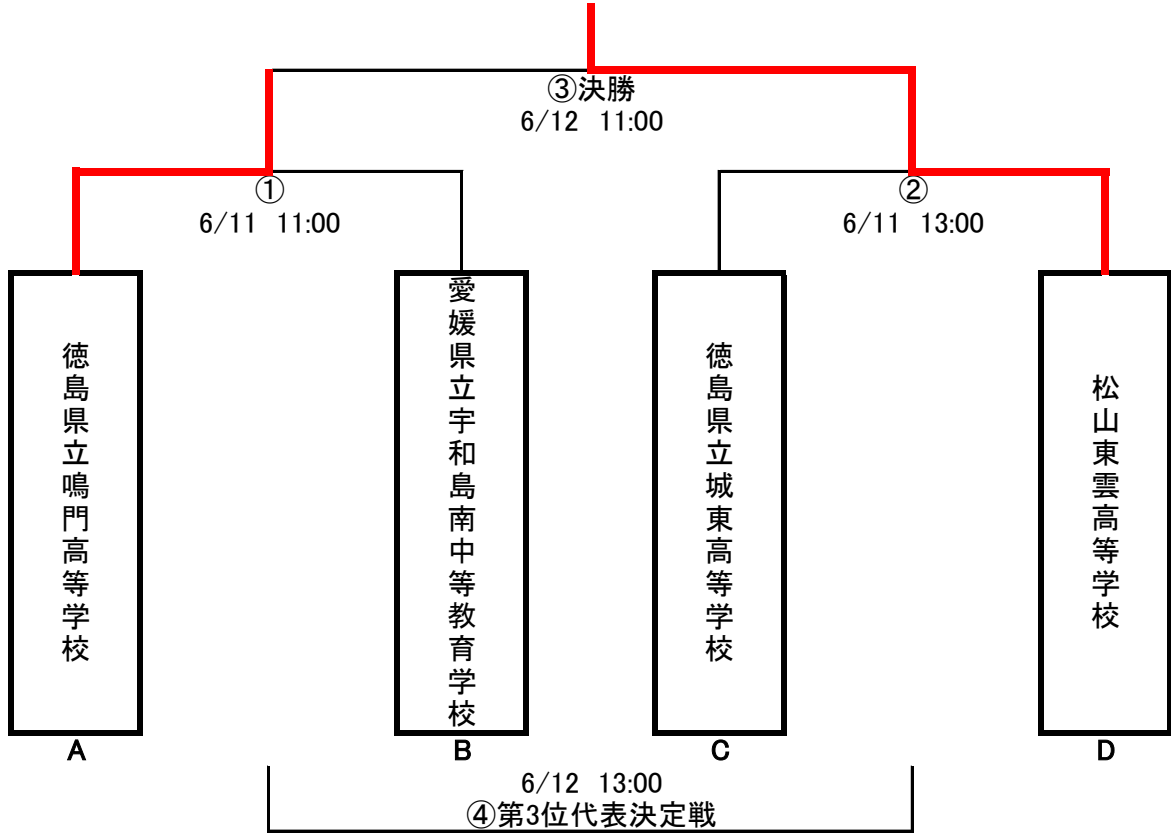 ③決勝
6/12 11:00
①
6/11 11:00
②
6/11 13:00
徳島県立鳴門高等学校
愛媛県立宇和島南中等教育学校
徳島県立城東高等学校
松山東雲高等学校
A
B
C
D
6/12 13:00
④第3位代表決定戦